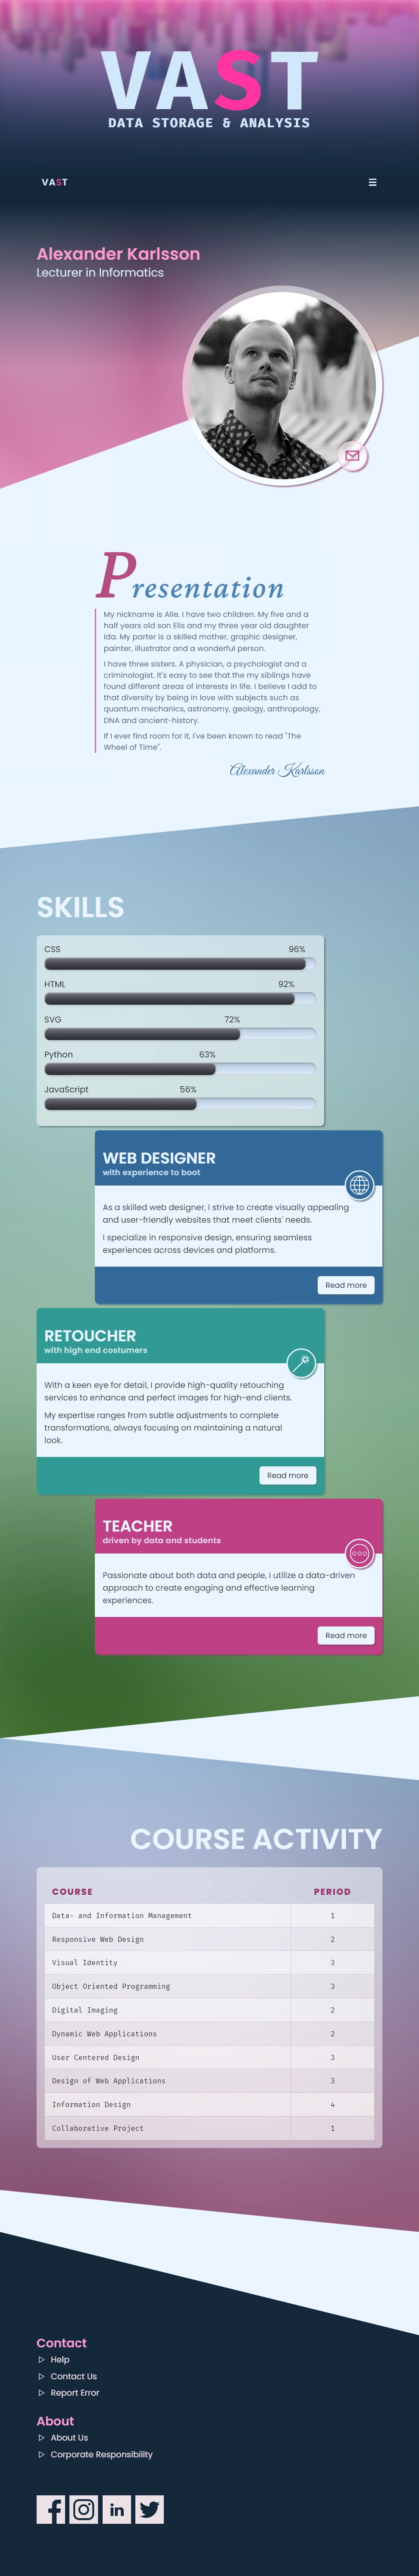 VAST
DATA STORAGE & ANALYSIS
VAST
Alexander Karlsson
Lecturer in Informatics
Presentation
My nickname is Alle. I have two children. My five and a
half years old son Elis and my three year old daughter
Ida. My parter is a skilled mother, graphic designer,
painter, illustrator and a wonderful person.
I have three sisters. A physician, a psychologist and a
criminologist. It's easy to see that the my siblings have
found different areas of interests in life. I believe I add to
that diversity by being in love with subjects such as
quantum mechanics, astronomy, geology, anthropology,
DNA and ancient-history.
If I ever find room for it, I've been known to read "The
Wheel of Time".
Alexander Karlsson
SKILLS
CSS 96%
HTML 92%
SVG 72%
Python 63%
JavaScript 56%
WEB DESIGNER
with experience to boot
As a skilled web designer, I strive to create visually appealing
and user-friendly websites that meet clients' needs.
I specialize in responsive design, ensuring seamless
experiences across devices and platforms.
Read more
RETOUCHER
with high end costumers
With a keen eye for detail, I provide high-quality retouching
services to enhance and perfect images for high-end clients.
My expertise ranges from subtle adjustments to complete
transformations, always focusing on maintaining a natural
look.
Read more
TEACHER
driven by data and students
Passionate about both data and people, I utilize a data-driven
approach to create engaging and effective learning
experiences.
Read more
COURSE ACTIVITY
COURSE PERIOD
Data- and Information Management 1
Responsive Web Design 2
Visual Identity 3
Object Oriented Programming 3
Digital Imaging 2
Dynamic Web Applications 2
User Centered Design 3
Design of Web Applications 3
Information Design 4
Collaborative Project 1
Contact
Help
Contact Us
Report Error
About
About Us
Corporate Responsibility